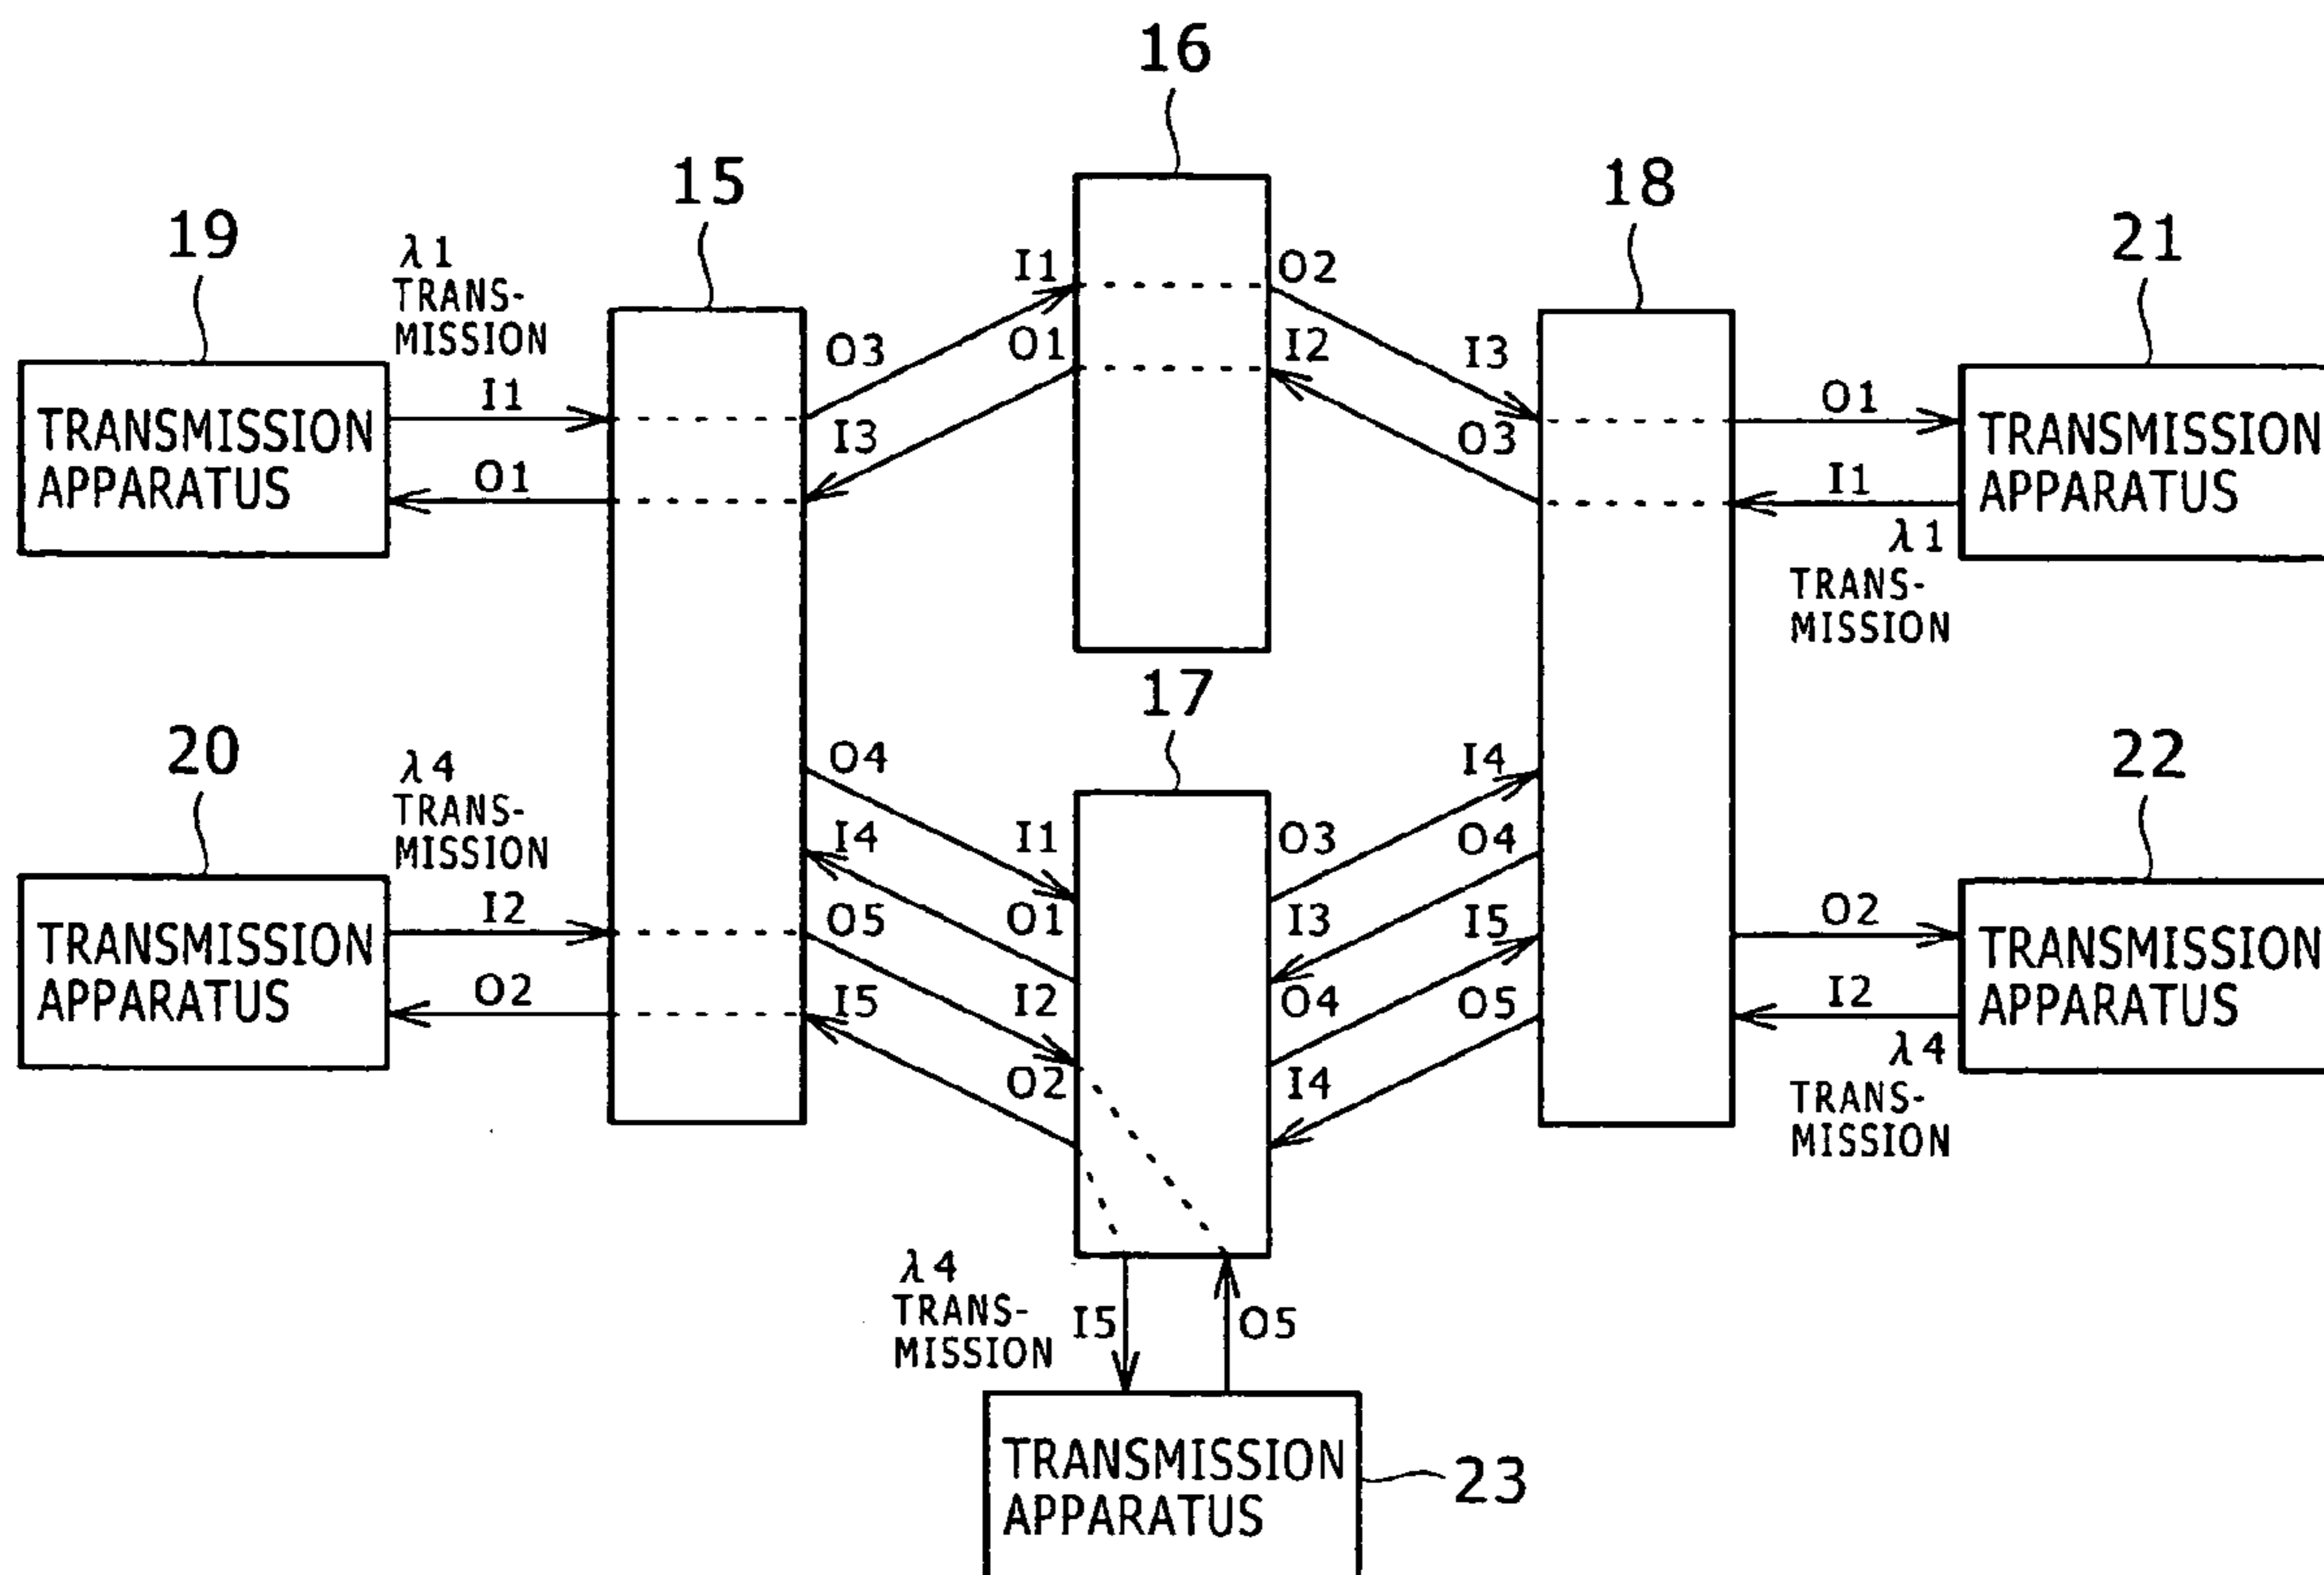 16
15
18
19
21
λ1
TRANS-
MISSION
I1
O2
O3
O1
I2
I3
I1
I3
O1
TRANSMISSION
APPARATUS
TRANSMISSION
APPARATUS
O1
I3
O3
I1
λ1
TRANS-
MISSION
17
20
22
λ4
TRANS-
MISSION
O4
I4
I4
I1
O3
O4
I2
O5
O1
I3
I5
O2
TRANSMISSION
APPARATUS
TRANSMISSION
APPARATUS
O2
I5
I2
O4
O5
I2
O2
I4
λ4
TRANS-
MISSION
λ4
TRANS-
MISSION
I5
O5
TRANSMISSION
APPARATUS
23